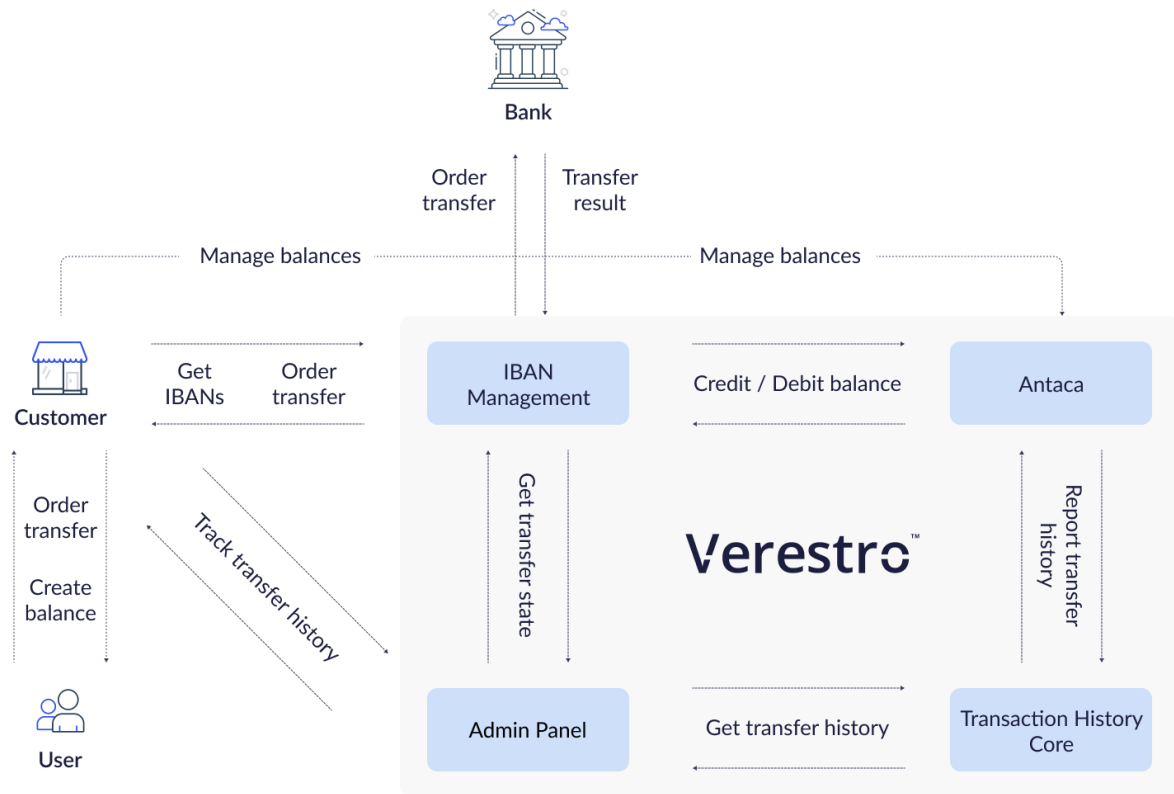 Bank
Order
transfer
Transfer
result
Manage balances
Manage balances
Customer
Get
IBANs
Order
transfer
IBAN
Management
Credit / Debit balance
Antaca
Order
transfer
Create
balance
Track transfer history
Get transfer state
Verestro™
Report transfer
history
User
Admin Panel
Get transfer history
Transaction History
Core